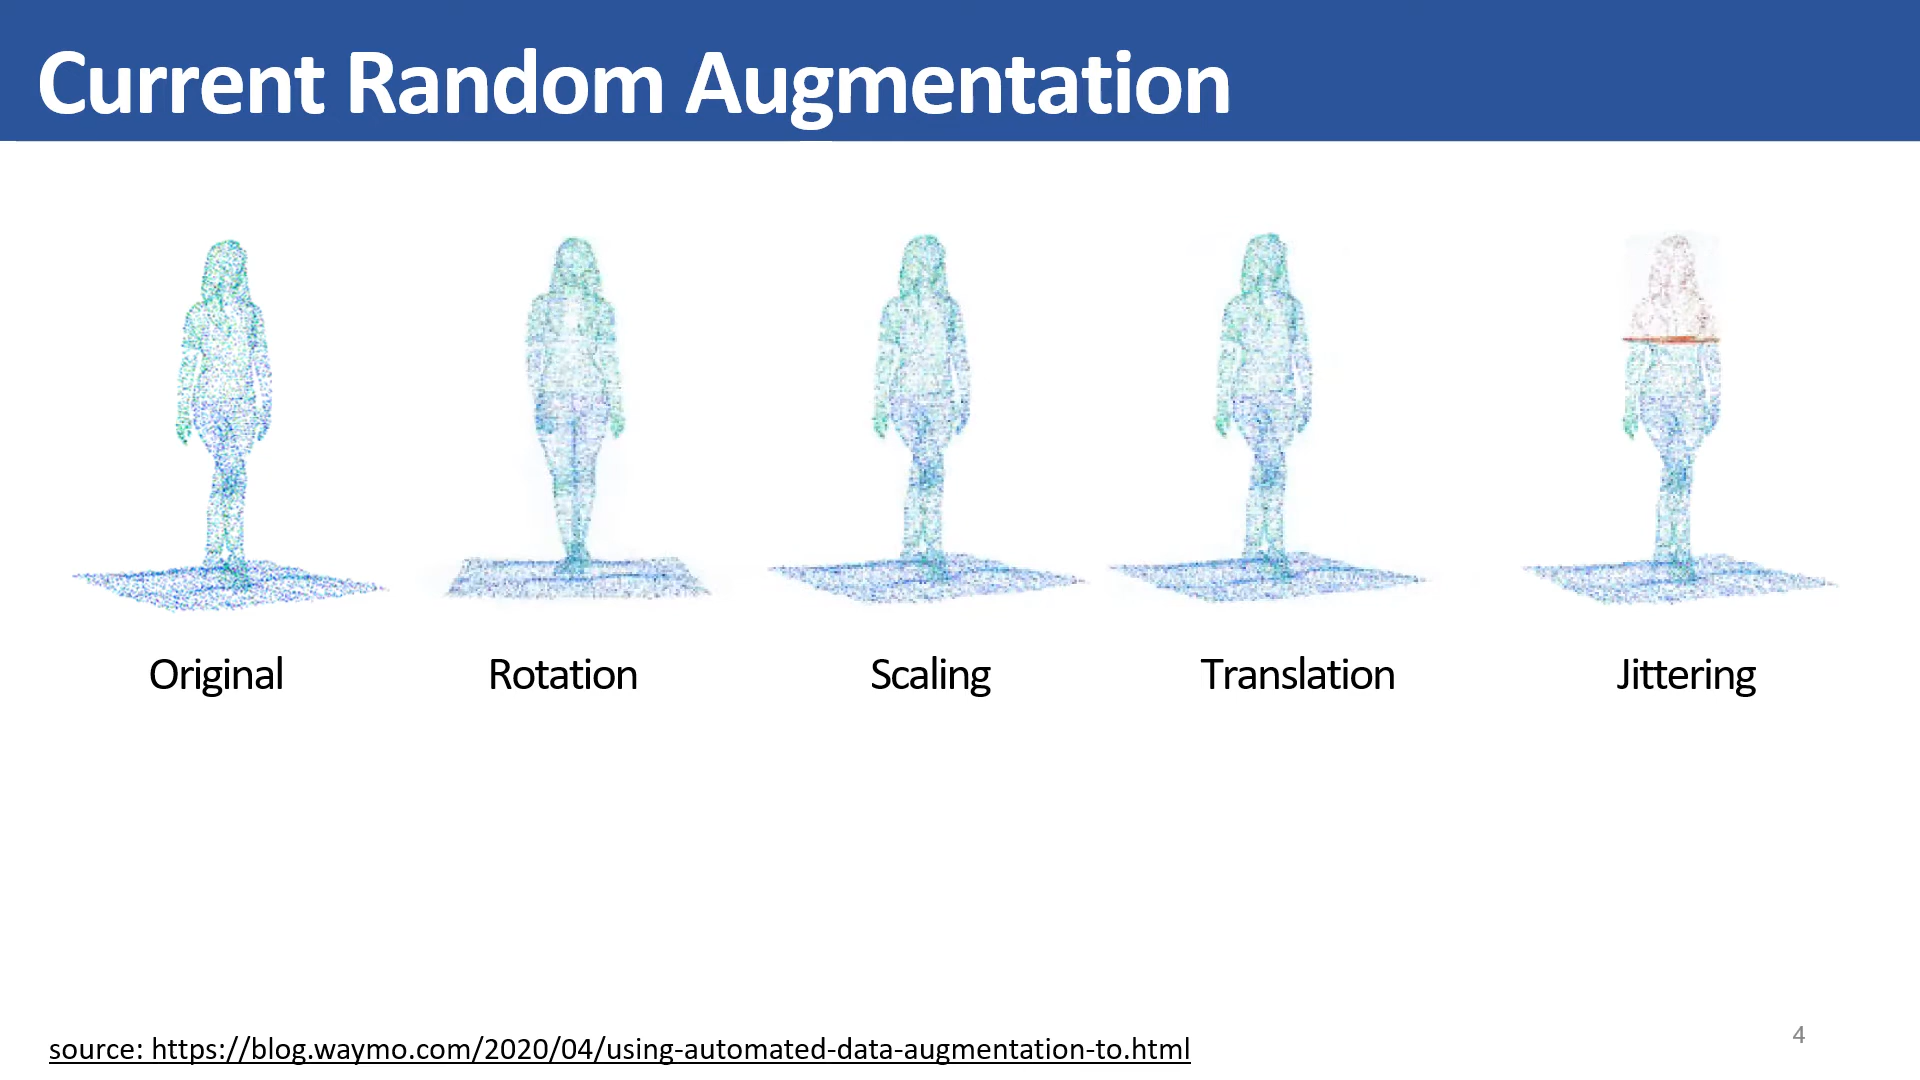 Current Random Augmentation
Original
Rotation
Scaling
Translation
Jittering
source: https://blog.waymo.com/2020/04/using-automated-data-augmentation-to.html
4